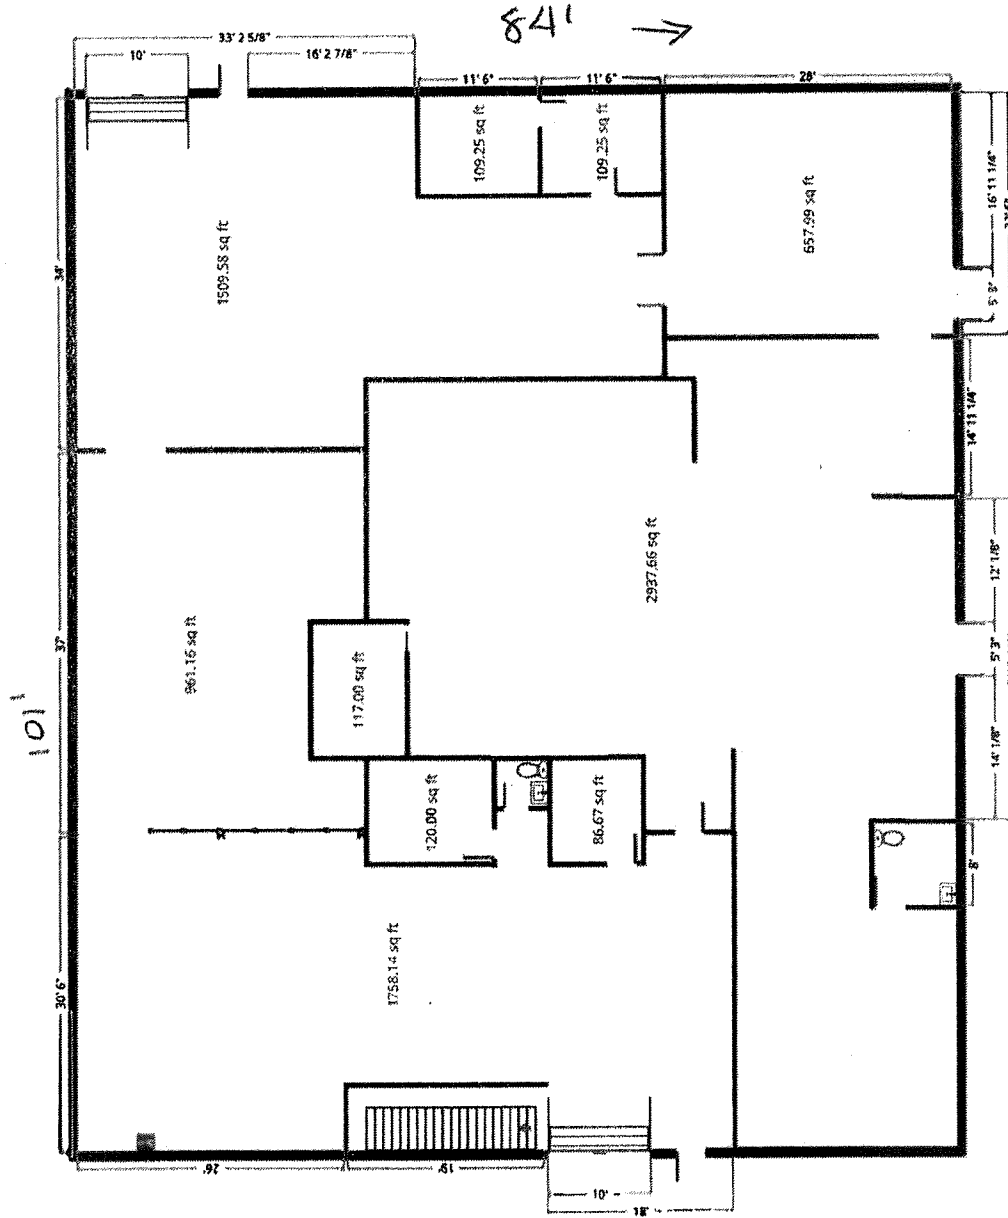 84' →
33' 2 5/8"
10'
16' 2 7/8"
11' 6"
11' 6"
28'
109.25 sq ft
109.25 sq ft
657.99 sq ft
16' 11 1/4"
5' 3"
1509.58 sq ft
34'
14' 11 1/4"
2937.66 sq ft
12' 1/8"
961.16 sq ft
37'
101'
117.00 sq ft
5' 3"
14' 1/8"
120.00 sq ft
86.67 sq ft
8'
1758.14 sq ft
30' 6"
26'
19'
10'
18'